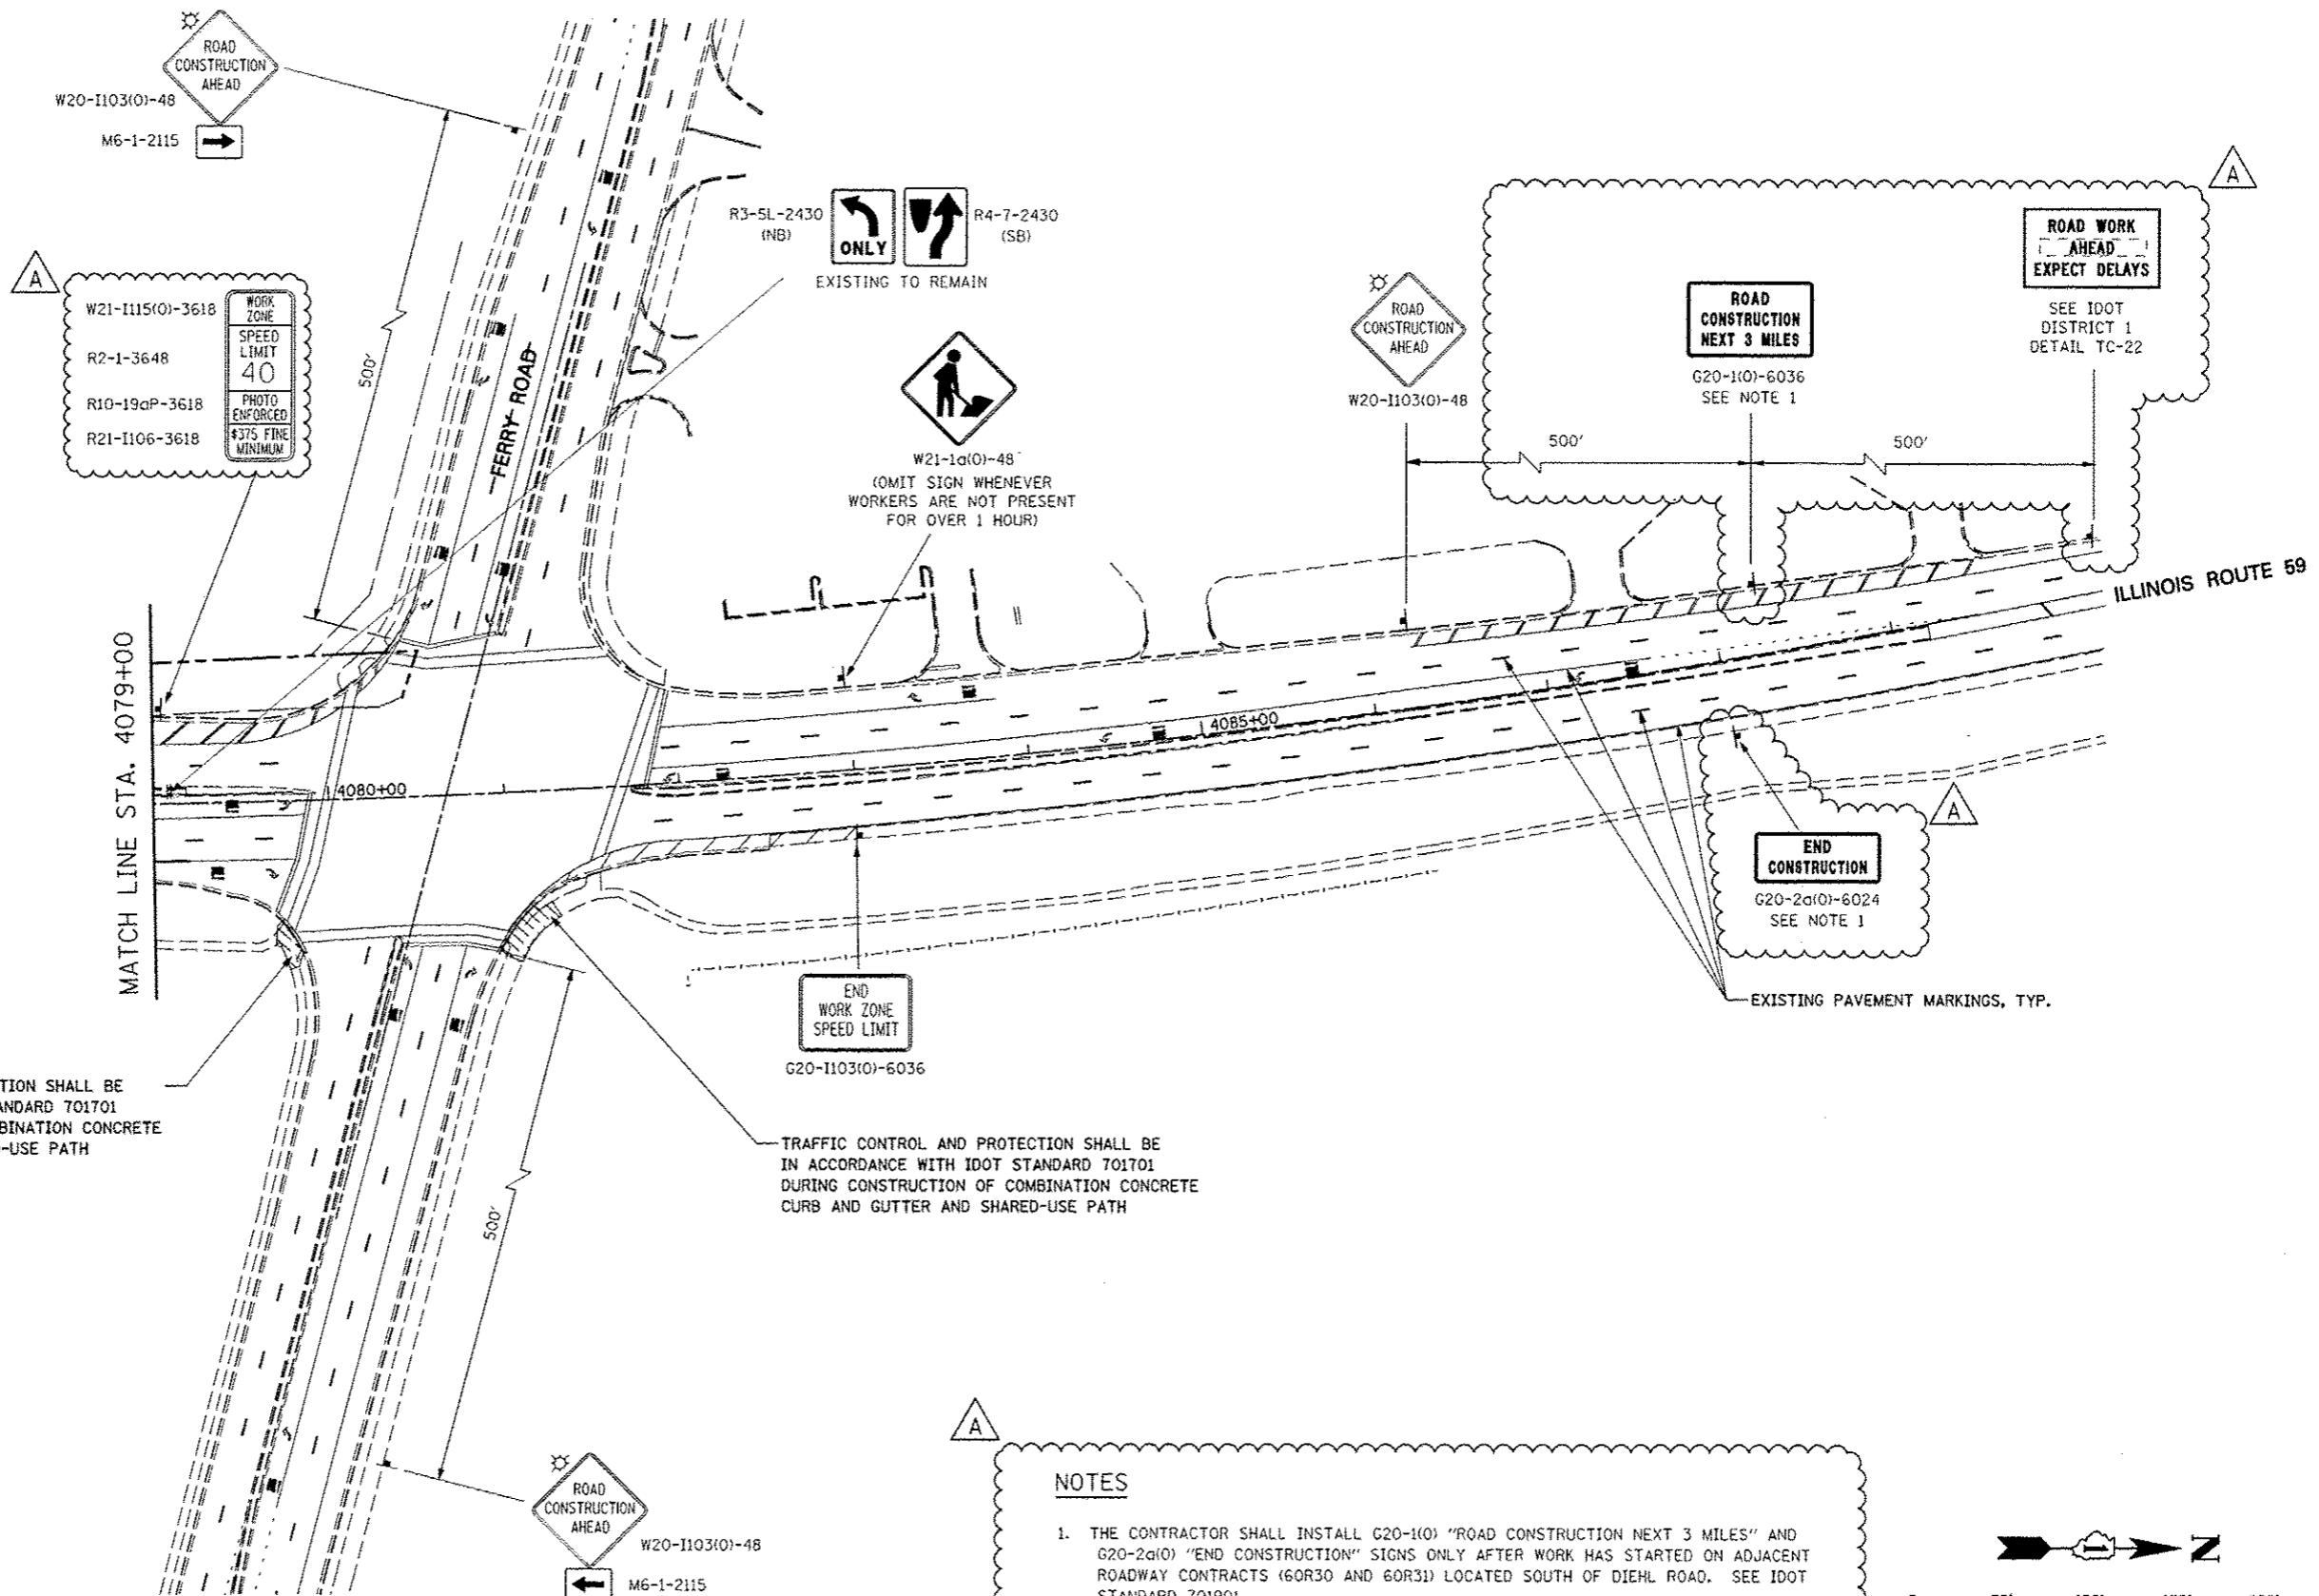 ROAD
CONSTRUCTION
AHEAD
W20-I103(O)-48
M6-1-2115
A
W21-I115(O)-3618
R2-1-3648
R10-19aP-3618
R21-I106-3618
WORK
ZONE
SPEED
LIMIT
40
PHOTO
ENFORCED
$375 FINE
MINIMUM
500'
FERRY ROAD
R3-5L-2430
(NB)
ONLY
R4-7-2430
(SB)
EXISTING TO REMAIN
W21-1a(O)-48
(OMIT SIGN WHENEVER
WORKERS ARE NOT PRESENT
FOR OVER 1 HOUR)
ROAD
CONSTRUCTION
AHEAD
W20-I103(O)-48
A
ROAD
CONSTRUCTION
NEXT 3 MILES
G20-1(O)-6036
SEE NOTE 1
ROAD WORK
AHEAD
EXPECT DELAYS
SEE IDOT
DISTRICT 1
DETAIL TC-22
500'
500'
ILLINOIS ROUTE 59
MATCH LINE STA. 4079+00
4080+00
4085+00
A
END
CONSTRUCTION
G20-2a(O)-6024
SEE NOTE 1
EXISTING PAVEMENT MARKINGS, TYP.
END
WORK ZONE
SPEED LIMIT
G20-I103(O)-6036
TION SHALL BE
ANDARD 701701
BINATION CONCRETE
-USE PATH
TRAFFIC CONTROL AND PROTECTION SHALL BE
IN ACCORDANCE WITH IDOT STANDARD 701701
DURING CONSTRUCTION OF COMBINATION CONCRETE
CURB AND GUTTER AND SHARED-USE PATH
500'
ROAD
CONSTRUCTION
AHEAD
W20-I103(O)-48
M6-1-2115
A
NOTES
1. THE CONTRACTOR SHALL INSTALL G20-1(O) "ROAD CONSTRUCTION NEXT 3 MILES" AND
G20-2a(O) "END CONSTRUCTION" SIGNS ONLY AFTER WORK HAS STARTED ON ADJACENT
ROADWAY CONTRACTS (60R30 AND 60R31) LOCATED SOUTH OF DIEHL ROAD. SEE IDOT
STANDARD 701901
N